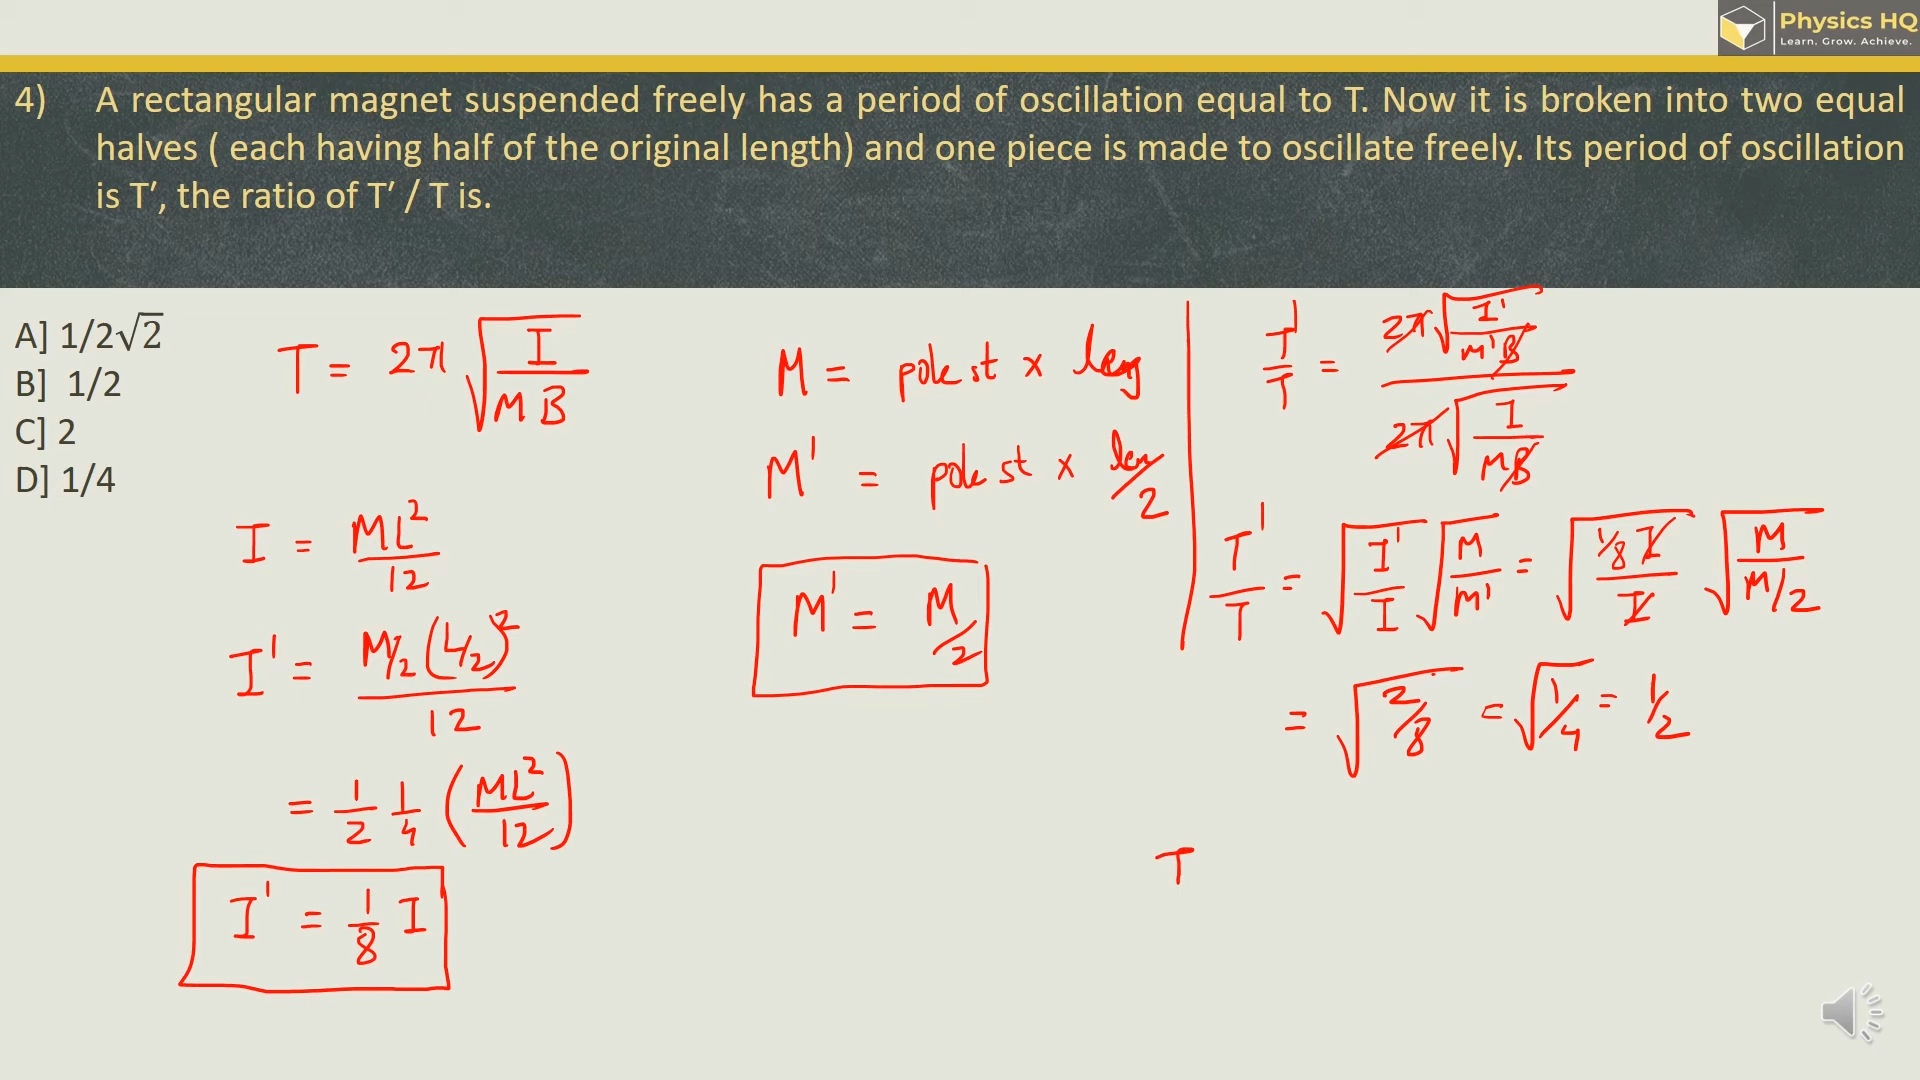 Physics HQ
Learn. Grow. Achieve.
4) A rectangular magnet suspended freely has a period of oscillation equal to T. Now it is broken into two equal
halves ( each having half of the original length) and one piece is made to oscillate freely. Its period of oscillation
is T’, the ratio of T’ / T is.
A] 1/2√2
B] 1/2
C] 2
D] 1/4
T = 2π √(I / MB)
I = ML² / 12
I' = M/2 (L/2)² / 12
= 1/2 1/4 (ML² / 12)
I' = 1/8 I
M = pole st x leng
M' = pole st x len/2
M' = M/2
T'/T = 2π√(I'/M'B) / 2π√(I/MB)
T'/T = √(I'/I) √(M/M') = √(1/8 I / I) √(M / M/2)
= √(2/8) = √(1/4) = 1/2
T